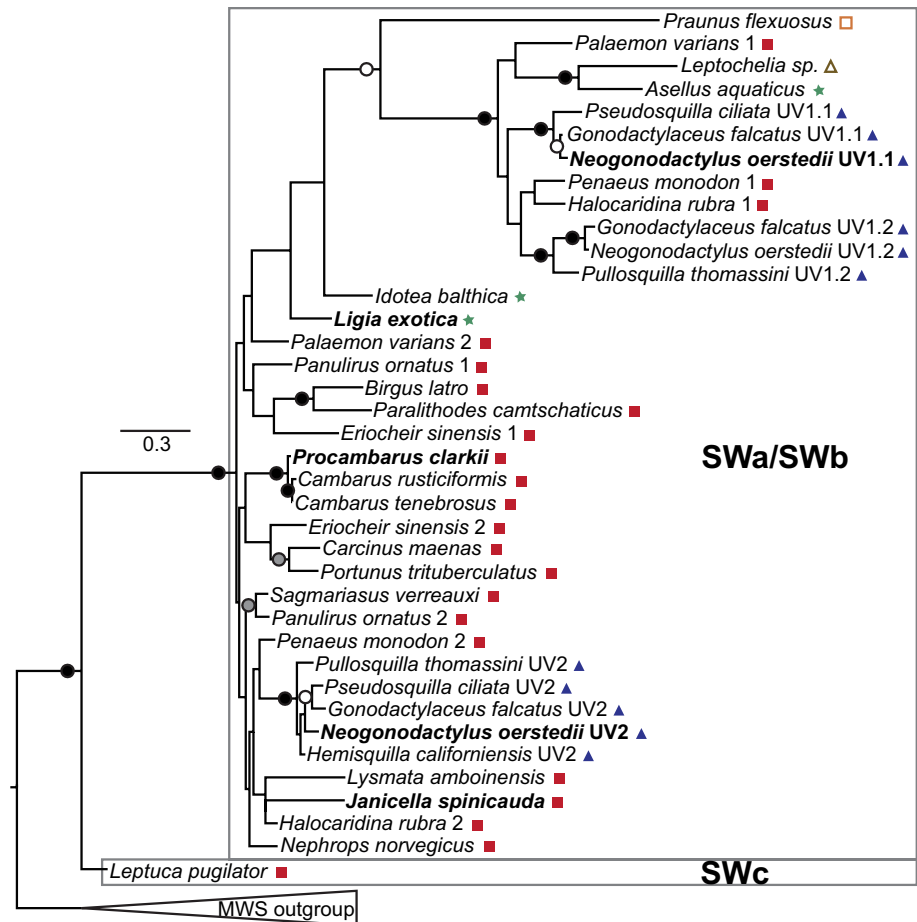 Praunus flexuosus
Palaemon varians 1
Leptochelia sp.
Asellus aquaticus
Pseudosquilla ciliata UV1.1
Gonodactylaceus falcatus UV1.1
Neogonodactylus oerstedii UV1.1
Penaeus monodon 1
Halocaridina rubra 1
Gonodactylaceus falcatus UV1.2
Neogonodactylus oerstedii UV1.2
Pullosquilla thomassini UV1.2
Idotea balthica
Ligia exotica
Palaemon varians 2
Panulirus ornatus 1
Birgus latro
Paralithodes camtschaticus
Eriocheir sinensis 1
0.3
SWa/SWb
Procambarus clarkii
Cambarus rusticiformis
Cambarus tenebrosus
Eriocheir sinensis 2
Carcinus maenas
Portunus trituberculatus
Sagmariasus verreauxi
Panulirus ornatus 2
Penaeus monodon 2
Pullosquilla thomassini UV2
Pseudosquilla ciliata UV2
Gonodactylaceus falcatus UV2
Neogonodactylus oerstedii UV2
Hemisquilla californiensis UV2
Lysmata amboinensis
Janicella spinicauda
Halocaridina rubra 2
Nephrops norvegicus
Leptuca pugilator
SWc
MWS outgroup